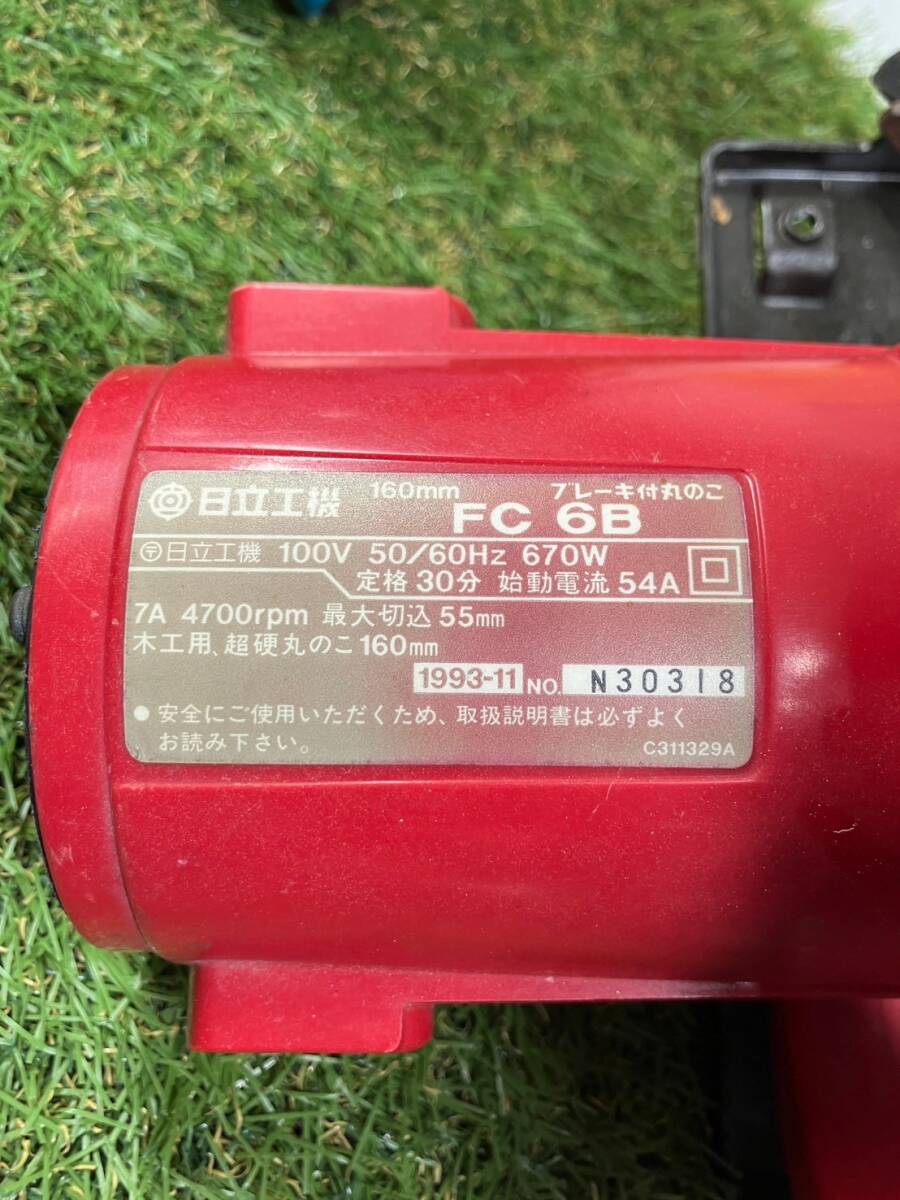 日立工機 160mm ブレーキ付丸のこ
FC 6B
〒日立工機 100V 50/60Hz 670W
定格30分 始動電流 54A
7A 4700rpm 最大切込 55mm
木工用、超硬丸のこ160mm
1993-11 NO. N30318
● 安全にご使用いただくため、取扱説明書は必ずよく
お読み下さい。 C311329A